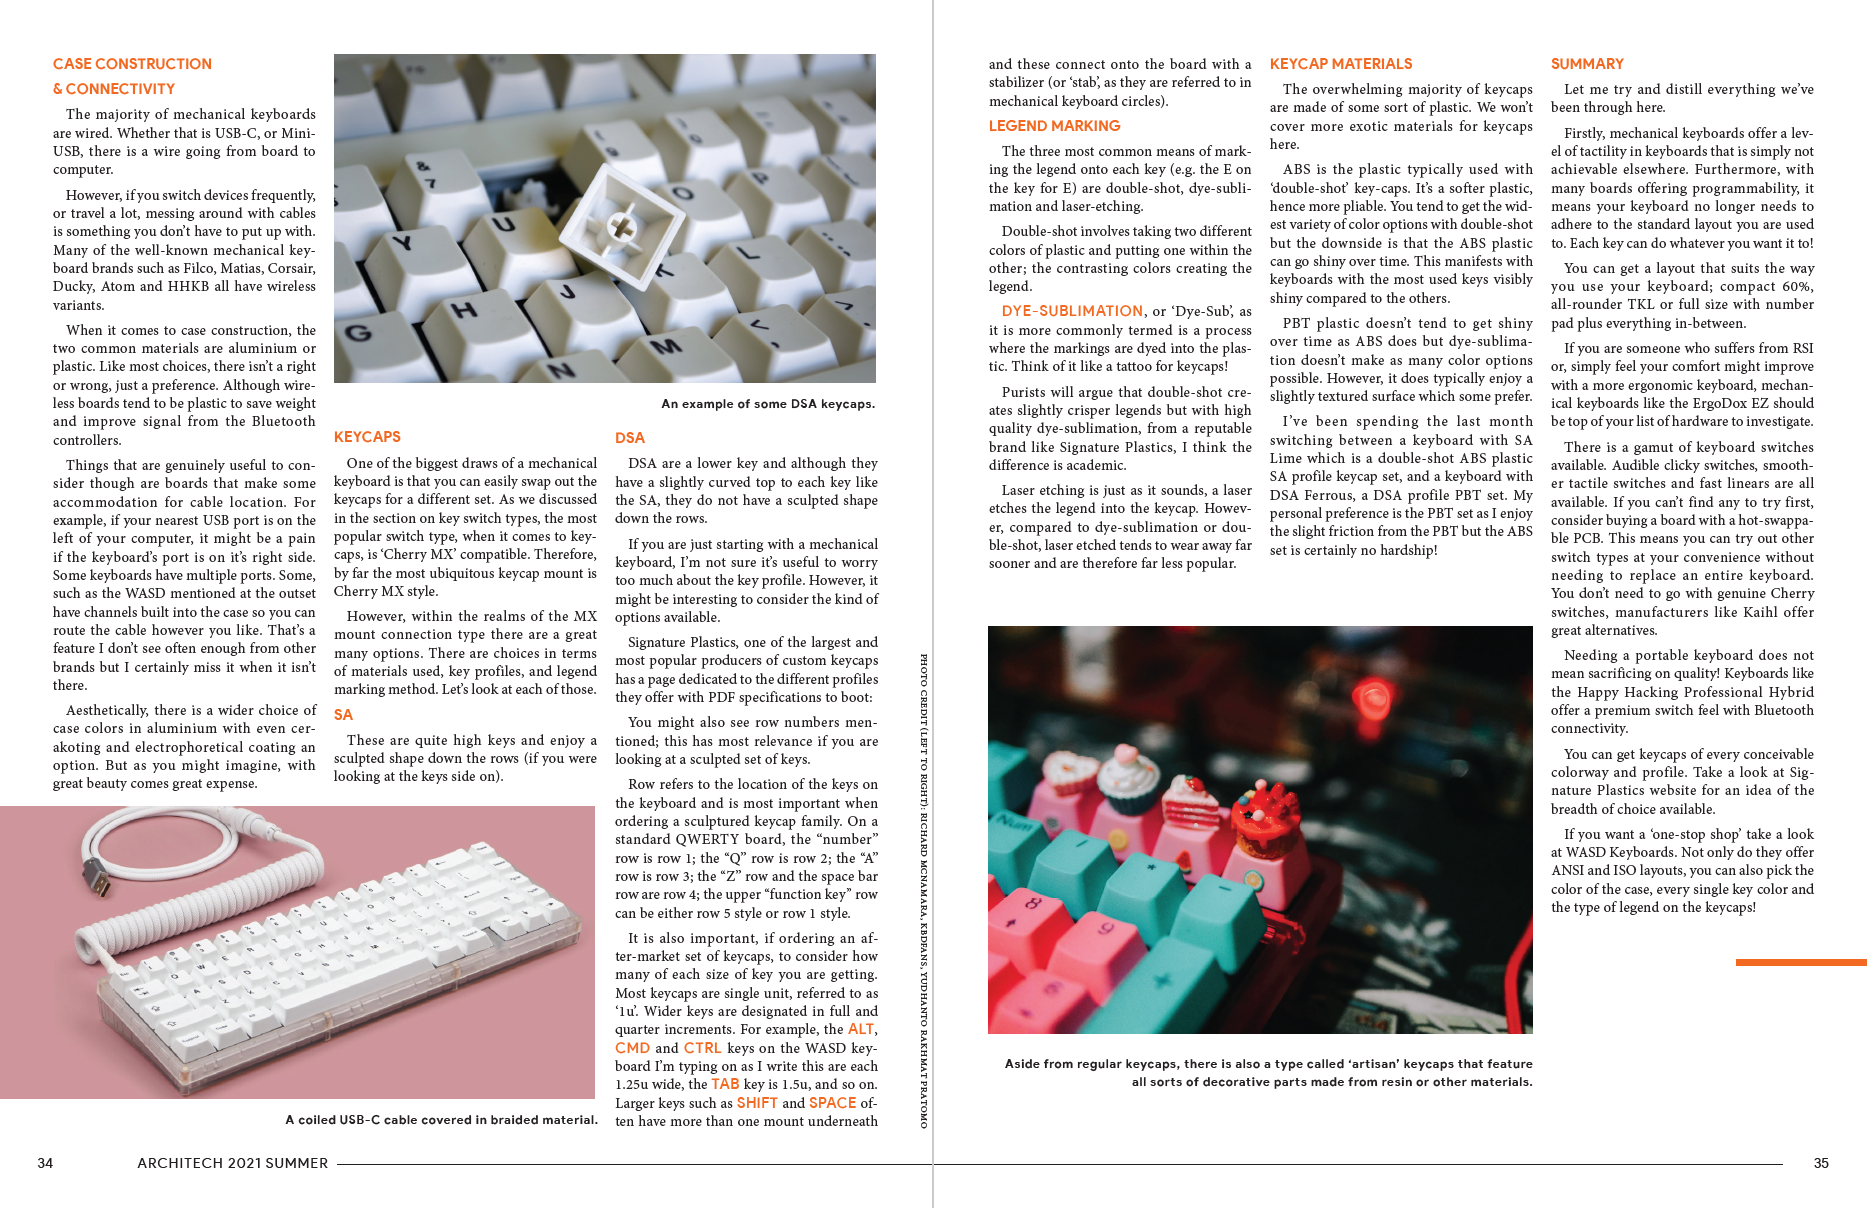 CASE CONSTRUCTION
& CONNECTIVITY
The majority of mechanical keyboards
are wired. Whether that is USB-C, or Mini-
USB, there is a wire going from board to
computer.
However, if you switch devices frequently,
or travel a lot, messing around with cables
is something you don’t have to put up with.
Many of the well-known mechanical key-
board brands such as Filco, Matias, Corsair,
Ducky, Atom and HHKB all have wireless
variants.
When it comes to case construction, the
two common materials are aluminium or
plastic. Like most choices, there isn’t a right
or wrong, just a preference. Although wire-
less boards tend to be plastic to save weight
and improve signal from the Bluetooth
controllers.
Things that are genuinely useful to con-
sider though are boards that make some
accommodation for cable location. For
example, if your nearest USB port is on the
left of your computer, it might be a pain
if the keyboard’s port is on it’s right side.
Some keyboards have multiple ports. Some,
such as the WASD mentioned at the outset
have channels built into the case so you can
route the cable however you like. That’s a
feature I don’t see often enough from other
brands but I certainly miss it when it isn’t
there.
Aesthetically, there is a wider choice of
case colors in aluminium with even cer-
akoting and electrophoretical coating an
option. But as you might imagine, with
great beauty comes great expense.
& 7
( 9
) 0
Y
U
O
P
{ [
G
H
J
K
L
: ;
N
M
< ,
> .
An example of some DSA keycaps.
KEYCAPS
One of the biggest draws of a mechanical
keyboard is that you can easily swap out the
keycaps for a different set. As we discussed
in the section on key switch types, the most
popular switch type, when it comes to key-
caps, is ‘Cherry MX’ compatible. Therefore,
by far the most ubiquitous keycap mount is
Cherry MX style.
However, within the realms of the MX
mount connection type there are a great
many options. There are choices in terms
of materials used, key profiles, and legend
marking method. Let’s look at each of those.
SA
These are quite high keys and enjoy a
sculpted shape down the rows (if you were
looking at the keys side on).
A coiled USB-C cable covered in braided material.
DSA
DSA are a lower key and although they
have a slightly curved top to each key like
the SA, they do not have a sculpted shape
down the rows.
If you are just starting with a mechanical
keyboard, I’m not sure it’s useful to worry
too much about the key profile. However, it
might be interesting to consider the kind of
options available.
Signature Plastics, one of the largest and
most popular producers of custom keycaps
has a page dedicated to the different profiles
they offer with PDF specifications to boot:
You might also see row numbers men-
tioned; this has most relevance if you are
looking at a sculpted set of keys.
Row refers to the location of the keys on
the keyboard and is most important when
ordering a sculptured keycap family. On a
standard QWERTY board, the “number”
row is row 1; the “Q” row is row 2; the “A”
row is row 3; the “Z” row and the space bar
row are row 4; the upper “function key” row
can be either row 5 style or row 1 style.
It is also important, if ordering an af-
ter-market set of keycaps, to consider how
many of each size of key you are getting.
Most keycaps are single unit, referred to as
‘1u’. Wider keys are designated in full and
quarter increments. For example, the ALT,
CMD and CTRL keys on the WASD key-
board I’m typing on as I write this are each
1.25u wide, the TAB key is 1.5u, and so on.
Larger keys such as SHIFT and SPACE of-
ten have more than one mount underneath
PHOTO CREDIT (LEFT TO RIGHT): RICHARD MCNAMARA, KBDFANS, YUDHANTO RAKHMAT PRATOMO
34
ARCHITECH 2021 SUMMER
and these connect onto the board with a
stabilizer (or ‘stab’, as they are referred to in
mechanical keyboard circles).
LEGEND MARKING
The three most common means of mark-
ing the legend onto each key (e.g. the E on
the key for E) are double-shot, dye-subli-
mation and laser-etching.
Double-shot involves taking two different
colors of plastic and putting one within the
other; the contrasting colors creating the
legend.
DYE-SUBLIMATION, or ‘Dye-Sub’, as
it is more commonly termed is a process
where the markings are dyed into the plas-
tic. Think of it like a tattoo for keycaps!
Purists will argue that double-shot cre-
ates slightly crisper legends but with high
quality dye-sublimation, from a reputable
brand like Signature Plastics, I think the
difference is academic.
Laser etching is just as it sounds, a laser
etches the legend into the keycap. Howev-
er, compared to dye-sublimation or dou-
ble-shot, laser etched tends to wear away far
sooner and are therefore far less popular.
KEYCAP MATERIALS
The overwhelming majority of keycaps
are made of some sort of plastic. We won’t
cover more exotic materials for keycaps
here.
ABS is the plastic typically used with
‘double-shot’ key-caps. It’s a softer plastic,
hence more pliable. You tend to get the wid-
est variety of color options with double-shot
but the downside is that the ABS plastic
can go shiny over time. This manifests with
keyboards with the most used keys visibly
shiny compared to the others.
PBT plastic doesn’t tend to get shiny
over time as ABS does but dye-sublima-
tion doesn’t make as many color options
possible. However, it does typically enjoy a
slightly textured surface which some prefer.
I’ve been spending the last month
switching between a keyboard with SA
Lime which is a double-shot ABS plastic
SA profile keycap set, and a keyboard with
DSA Ferrous, a DSA profile PBT set. My
personal preference is the PBT set as I enjoy
the slight friction from the PBT but the ABS
set is certainly no hardship!
Num
/
*
-
8
9
6
+
Aside from regular keycaps, there is also a type called ‘artisan’ keycaps that feature
all sorts of decorative parts made from resin or other materials.
SUMMARY
Let me try and distill everything we’ve
been through here.
Firstly, mechanical keyboards offer a lev-
el of tactility in keyboards that is simply not
achievable elsewhere. Furthermore, with
many boards offering programmability, it
means your keyboard no longer needs to
adhere to the standard layout you are used
to. Each key can do whatever you want it to!
You can get a layout that suits the way
you use your keyboard; compact 60%,
all-rounder TKL or full size with number
pad plus everything in-between.
If you are someone who suffers from RSI
or, simply feel your comfort might improve
with a more ergonomic keyboard, mechan-
ical keyboards like the ErgoDox EZ should
be top of your list of hardware to investigate.
There is a gamut of keyboard switches
available. Audible clicky switches, smooth-
er tactile switches and fast linears are all
available. If you can’t find any to try first,
consider buying a board with a hot-swappa-
ble PCB. This means you can try out other
switch types at your convenience without
needing to replace an entire keyboard.
You don’t need to go with genuine Cherry
switches, manufacturers like Kaihl offer
great alternatives.
Needing a portable keyboard does not
mean sacrificing on quality! Keyboards like
the Happy Hacking Professional Hybrid
offer a premium switch feel with Bluetooth
connectivity.
You can get keycaps of every conceivable
colorway and profile. Take a look at Sig-
nature Plastics website for an idea of the
breadth of choice available.
If you want a ‘one-stop shop’ take a look
at WASD Keyboards. Not only do they offer
ANSI and ISO layouts, you can also pick the
color of the case, every single key color and
the type of legend on the keycaps!
35